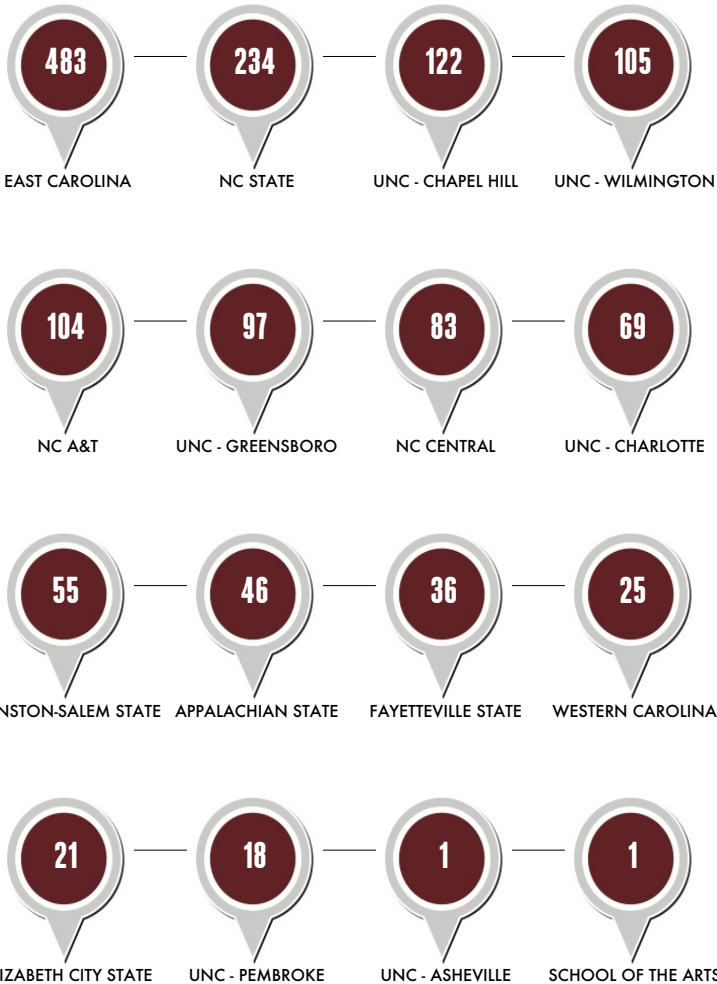 483 234 122 105
EAST CAROLINA NC STATE UNC - CHAPEL HILL UNC - WILMINGTON
104 97 83 69
NC A&T UNC - GREENSBORO NC CENTRAL UNC - CHARLOTTE
55 46 36 25
NSTON-SALEM STATE APPALACHIAN STATE FAYETTEVILLE STATE WESTERN CAROLINA
21 18 1 1
IZABETH CITY STATE UNC - PEMBROKE UNC - ASHEVILLE SCHOOL OF THE ARTS